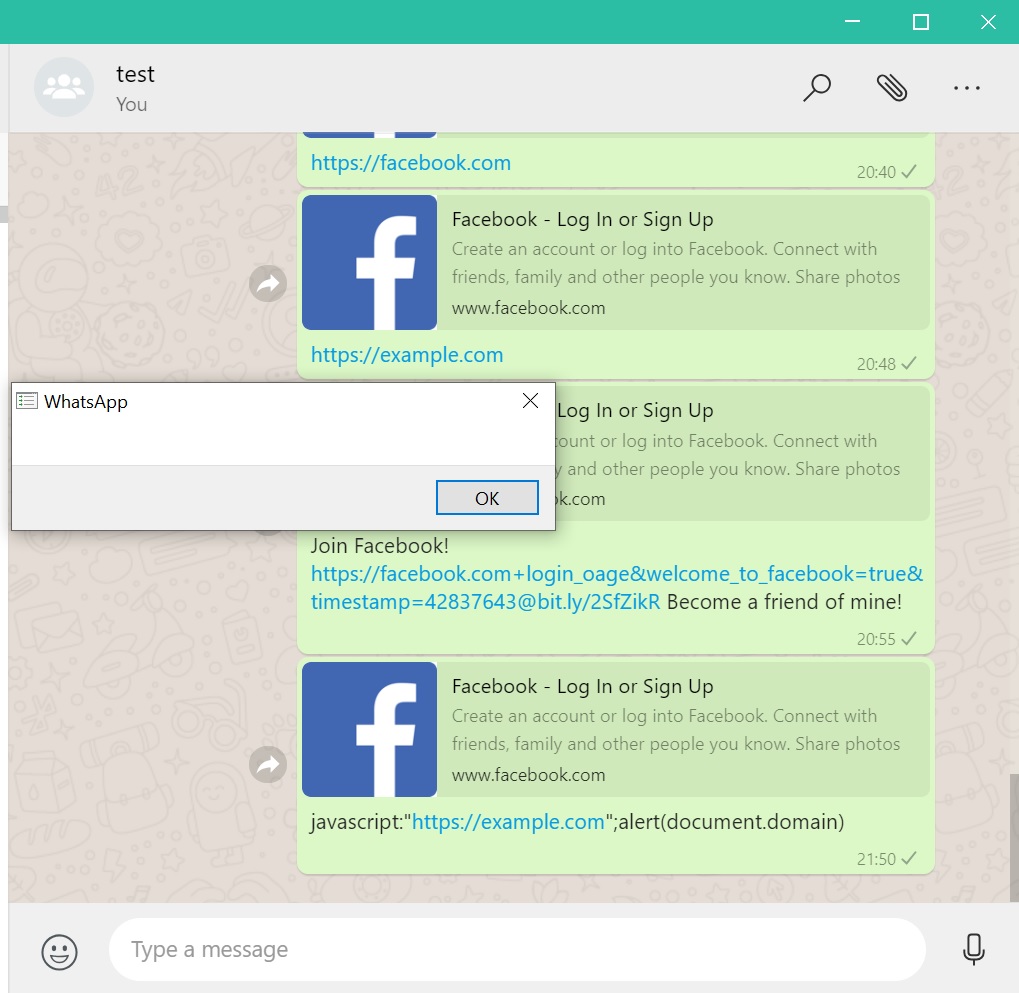 test
You
https://facebook.com
20:40
Facebook - Log In or Sign Up
Create an account or log into Facebook. Connect with
friends, family and other people you know. Share photos
www.facebook.com
https://example.com
20:48
WhatsApp
OK
Log In or Sign Up
ount or log into Facebook. Connect with
y and other people you know. Share photos
ok.com
Join Facebook!
https://facebook.com+login_oage&welcome_to_facebook=true&
timestamp=42837643@bit.ly/2SfZikR Become a friend of mine!
20:55
Facebook - Log In or Sign Up
Create an account or log into Facebook. Connect with
friends, family and other people you know. Share photos
www.facebook.com
javascript:"https://example.com";alert(document.domain)
21:50
Type a message